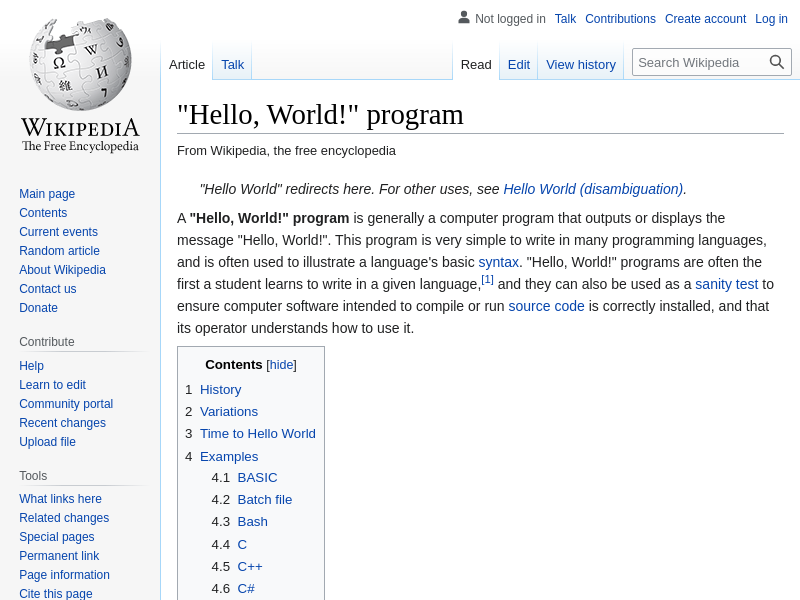 Not logged in Talk Contributions Create account Log in
Article Talk Read Edit View history Search Wikipedia
WIKIPEDIA
The Free Encyclopedia
Main page
Contents
Current events
Random article
About Wikipedia
Contact us
Donate
Contribute
Help
Learn to edit
Community portal
Recent changes
Upload file
Tools
What links here
Related changes
Special pages
Permanent link
Page information
Cite this page
"Hello, World!" program
From Wikipedia, the free encyclopedia
"Hello World" redirects here. For other uses, see Hello World (disambiguation).
A "Hello, World!" program is generally a computer program that outputs or displays the
message "Hello, World!". This program is very simple to write in many programming languages,
and is often used to illustrate a language's basic syntax. "Hello, World!" programs are often the
first a student learns to write in a given language,[1] and they can also be used as a sanity test to
ensure computer software intended to compile or run source code is correctly installed, and that
its operator understands how to use it.
Contents [hide]
1 History
2 Variations
3 Time to Hello World
4 Examples
4.1 BASIC
4.2 Batch file
4.3 Bash
4.4 C
4.5 C++
4.6 C#